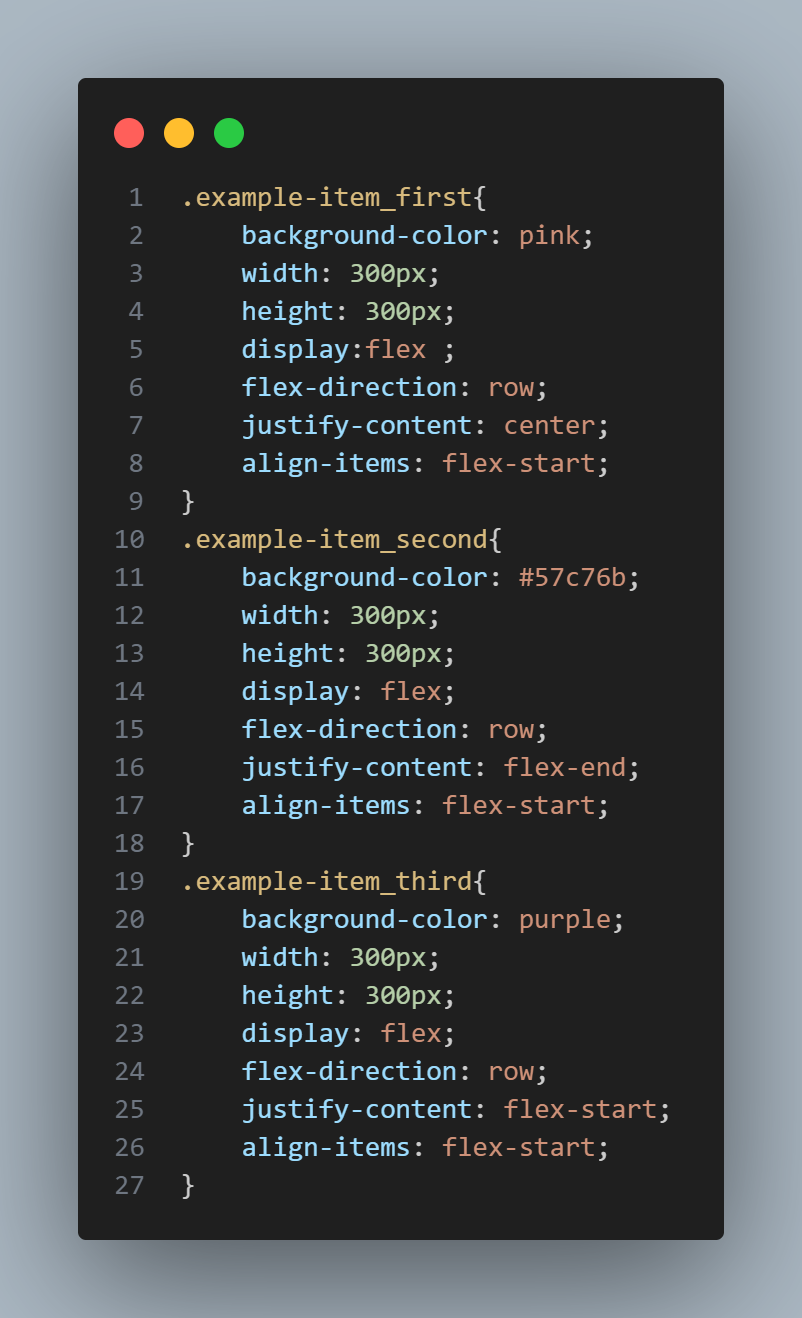 1 .example-item_first{
2     background-color: pink;
3     width: 300px;
4     height: 300px;
5     display:flex ;
6     flex-direction: row;
7     justify-content: center;
8     align-items: flex-start;
9 }
10 .example-item_second{
11     background-color: #57c76b;
12     width: 300px;
13     height: 300px;
14     display: flex;
15     flex-direction: row;
16     justify-content: flex-end;
17     align-items: flex-start;
18 }
19 .example-item_third{
20     background-color: purple;
21     width: 300px;
22     height: 300px;
23     display: flex;
24     flex-direction: row;
25     justify-content: flex-start;
26     align-items: flex-start;
27 }